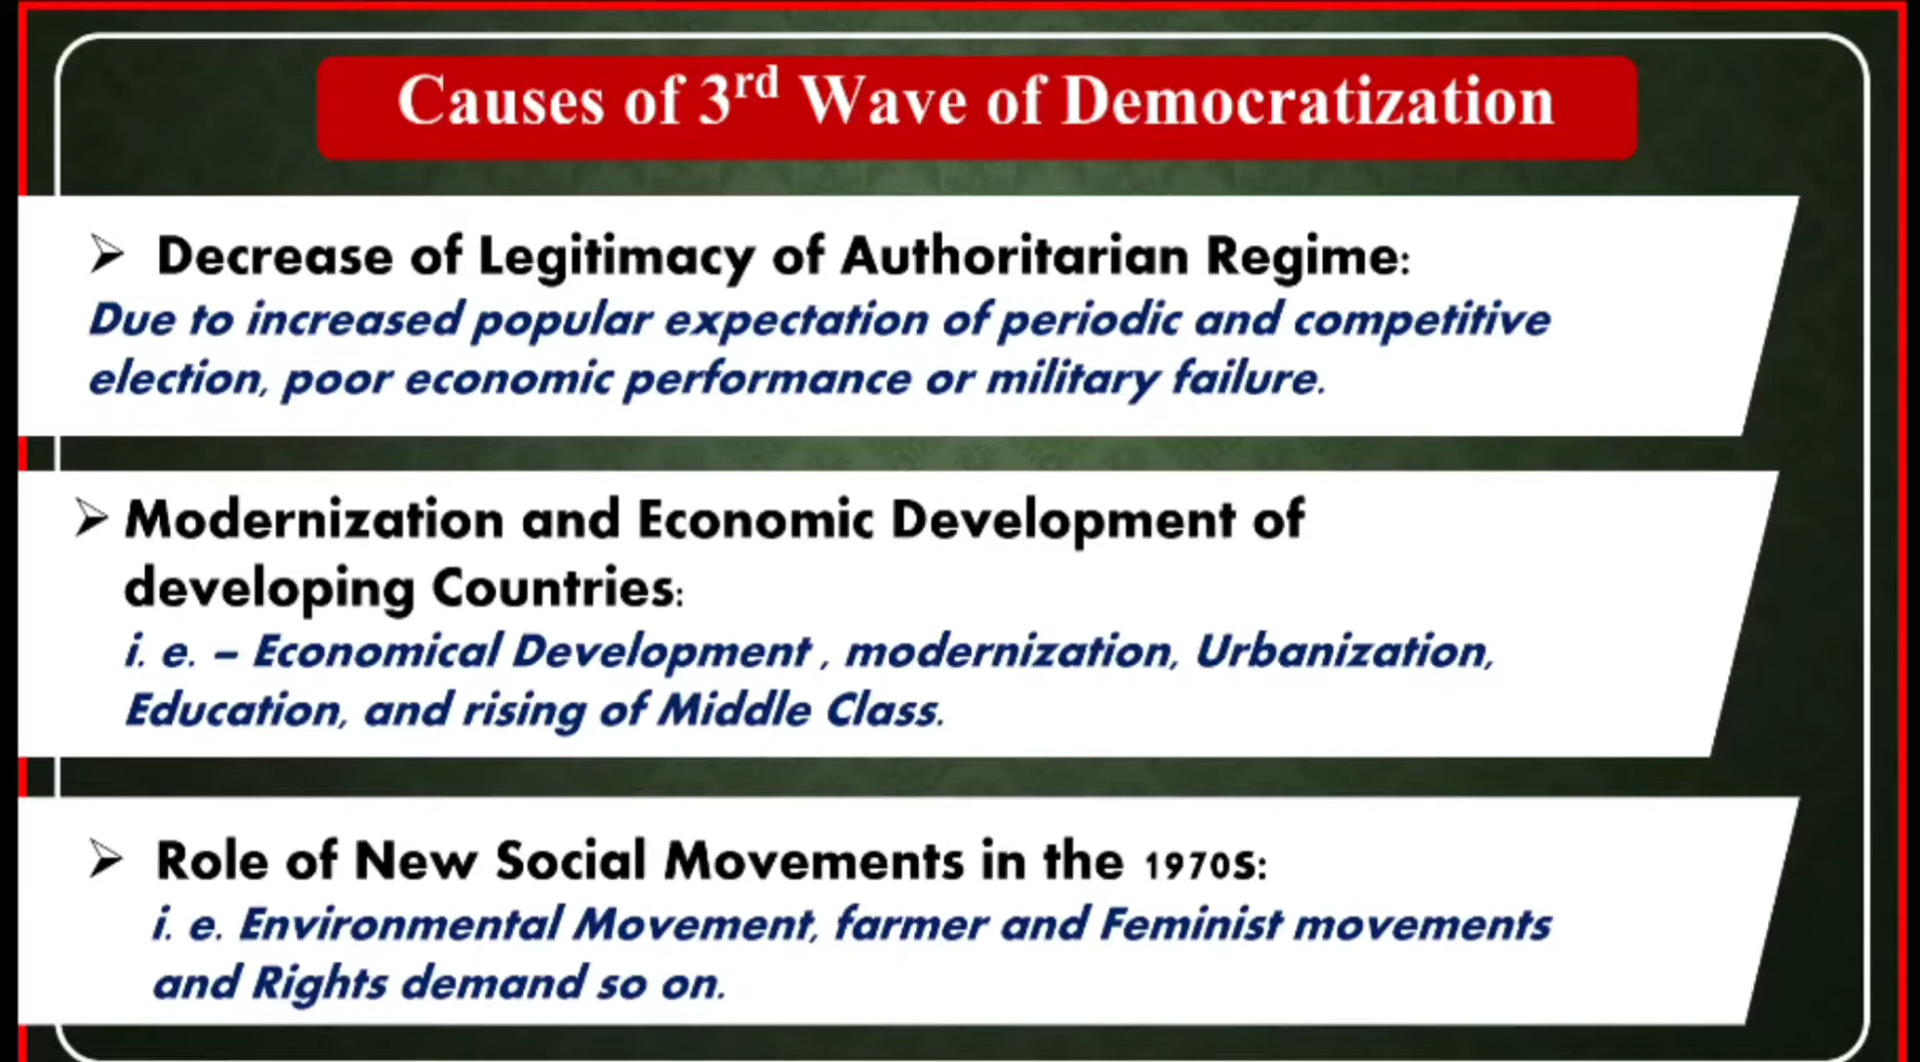 Causes of 3rd Wave of Democratization
➢ Decrease of Legitimacy of Authoritarian Regime:
Due to increased popular expectation of periodic and competitive
election, poor economic performance or military failure.
➢ Modernization and Economic Development of
developing Countries:
i. e. – Economical Development , modernization, Urbanization,
Education, and rising of Middle Class.
➢ Role of New Social Movements in the 1970s:
i. e. Environmental Movement, farmer and Feminist movements
and Rights demand so on.